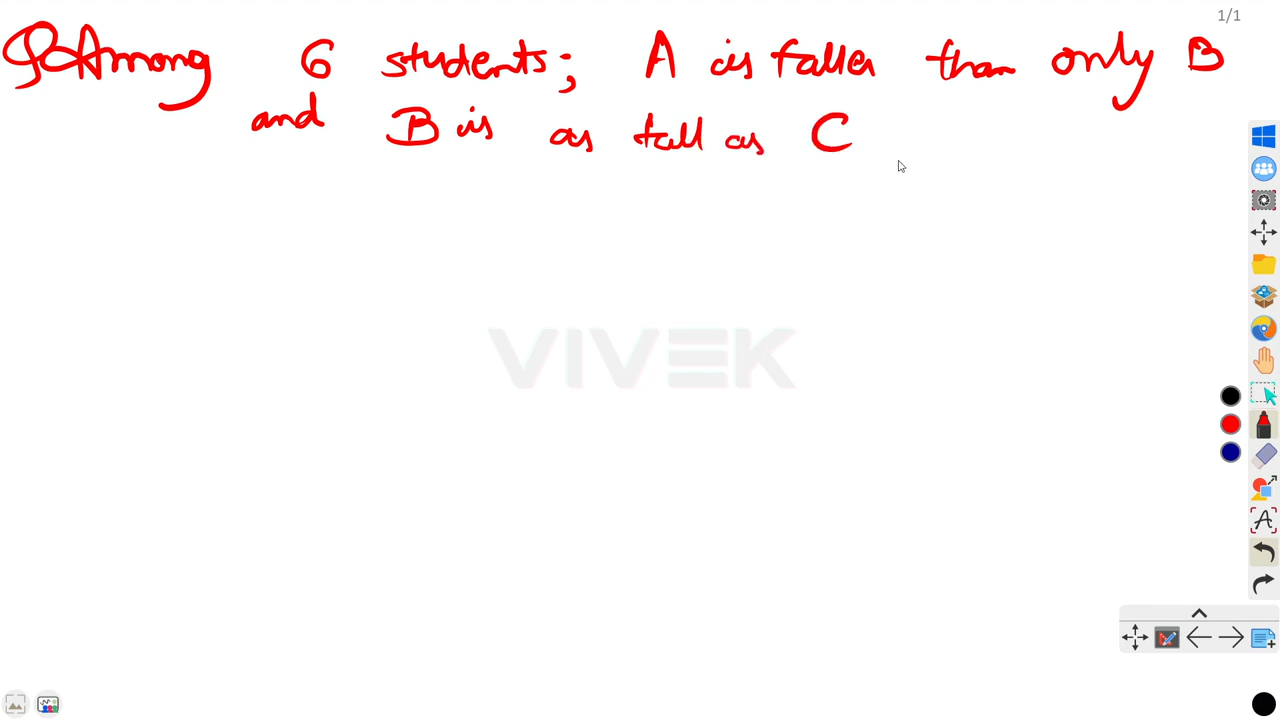 1/1
Q Among 6 students; A is taller than only B
and B is as tall as C
VIVEK